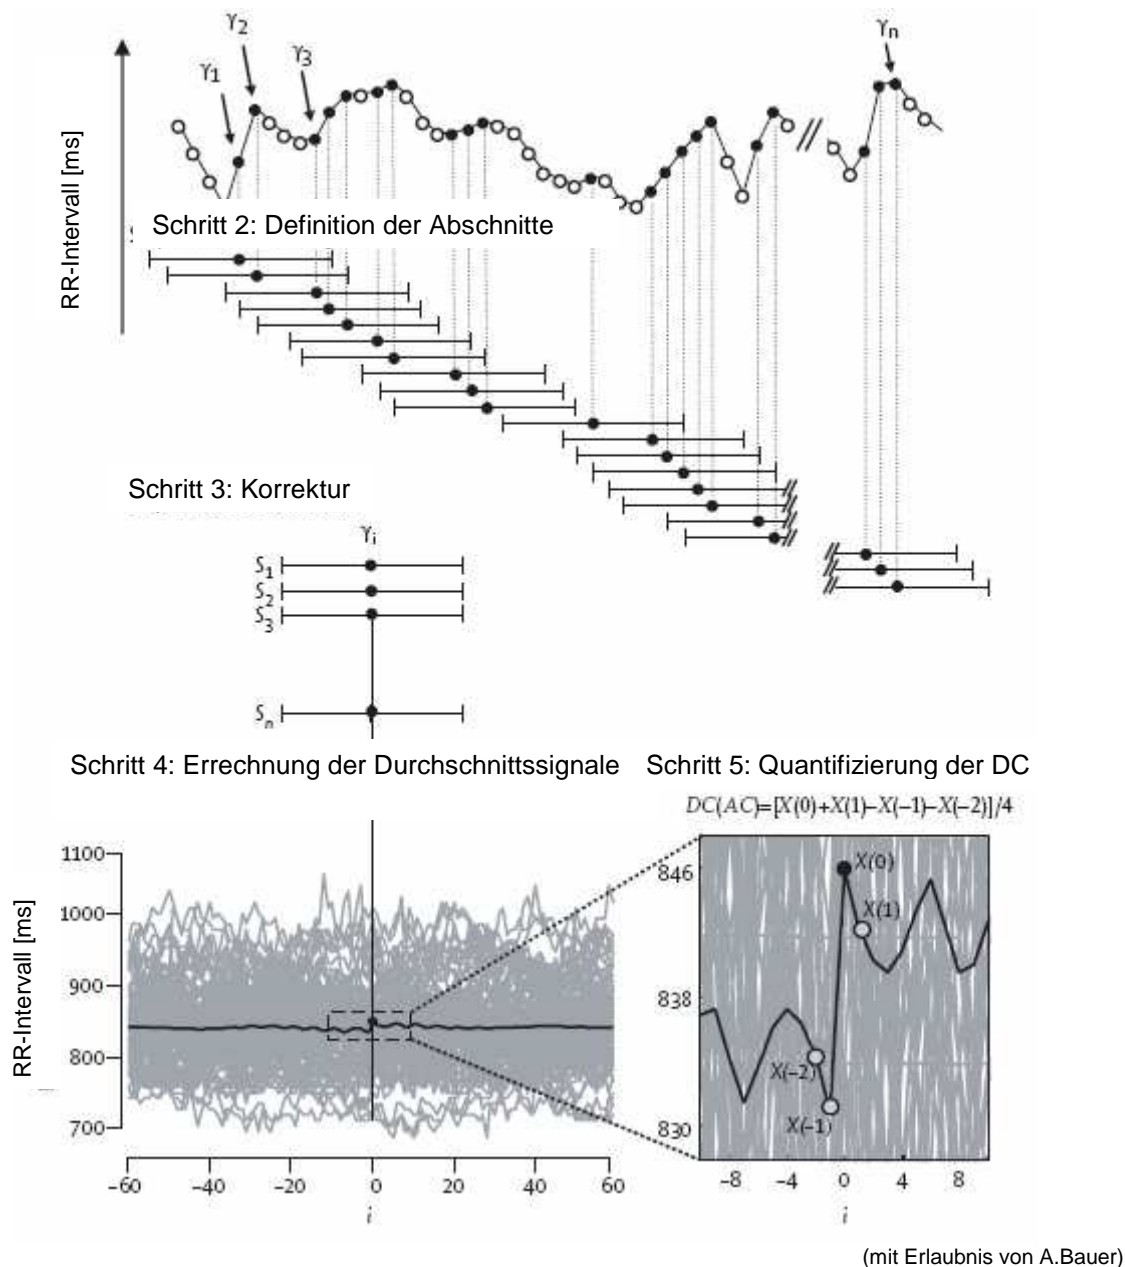 γ2
γn
γ3
γ1
RR-Intervall [ms]
Schritt 2: Definition der Abschnitte
Schritt 3: Korrektur
γi
S1
S2
S3
Sn
Schritt 4: Errechnung der Durchschnittssignale
Schritt 5: Quantifizierung der DC
DC(AC)=[X(0)+X(1)–X(–1)–X(–2)]/4
RR-Intervall [ms]
1100
1000
900
800
700
–60 –40 –20 0 20 40 60
i
846
838
830
X(0)
X(1)
X(–2)
X(–1)
–8 –4 0 4 8
i
(mit Erlaubnis von A.Bauer)